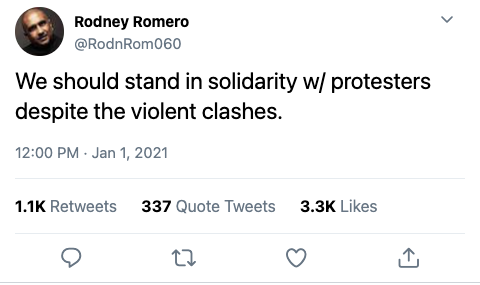 Rodney Romero
@RodnRom060
We should stand in solidarity w/ protesters
despite the violent clashes.
12:00 PM · Jan 1, 2021
1.1K Retweets 337 Quote Tweets 3.3K Likes